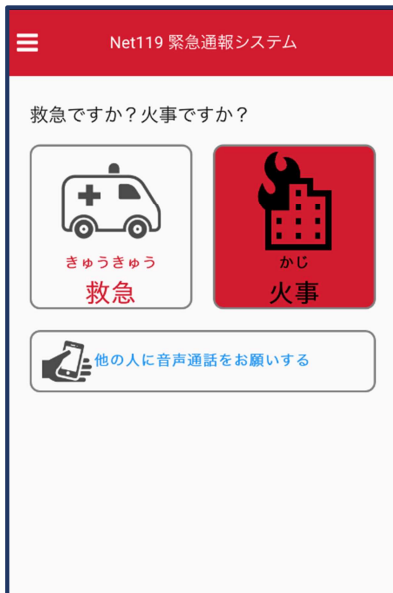 Net119 緊急通報システム
救急ですか？火事ですか？
きゅうきゅう
救急
かじ
火事
他の人に音声通話をお願いする